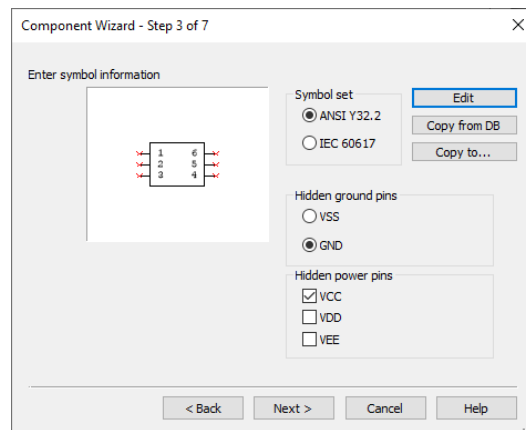 Component Wizard - Step 3 of 7
Enter symbol information
1 6
2 5
3 4
Symbol set
ANSI Y32.2
IEC 60617
Edit
Copy from DB
Copy to...
Hidden ground pins
VSS
GND
Hidden power pins
VCC
VDD
VEE
< Back Next > Cancel Help